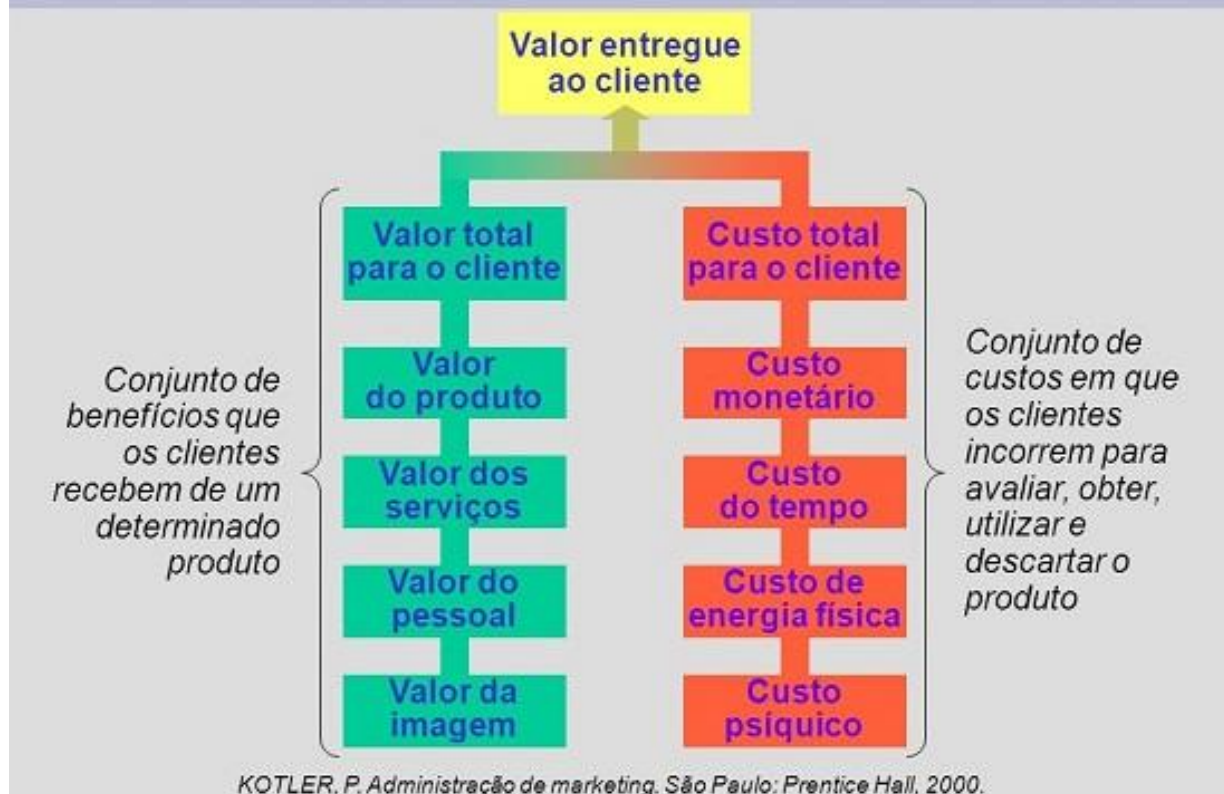 Valor entregue
ao cliente
Valor total
para o cliente
Valor
do produto
Valor dos
serviços
Valor do
pessoal
Valor da
imagem
Conjunto de
benefícios que
os clientes
recebem de um
determinado
produto
Custo total
para o cliente
Custo
monetário
Custo
do tempo
Custo de
energia física
Custo
psíquico
Conjunto de
custos em que
os clientes
incorrem para
avaliar, obter,
utilizar e
descartar o
produto
KOTLER, P. Administração de marketing. São Paulo: Prentice Hall, 2000.